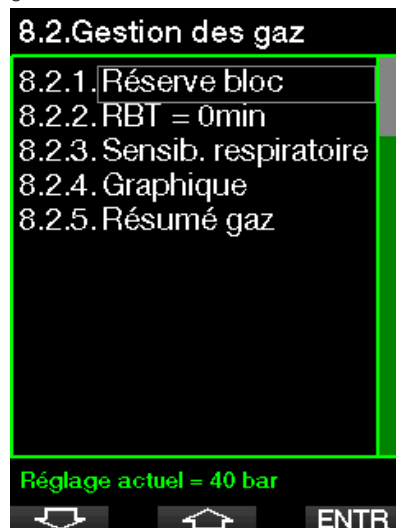 8.2.Gestion des gaz
8.2.1. Réserve bloc
8.2.2. RBT = 0min
8.2.3. Sensib. respiratoire
8.2.4. Graphique
8.2.5. Résumé gaz
Réglage actuel = 40 bar
ENTR